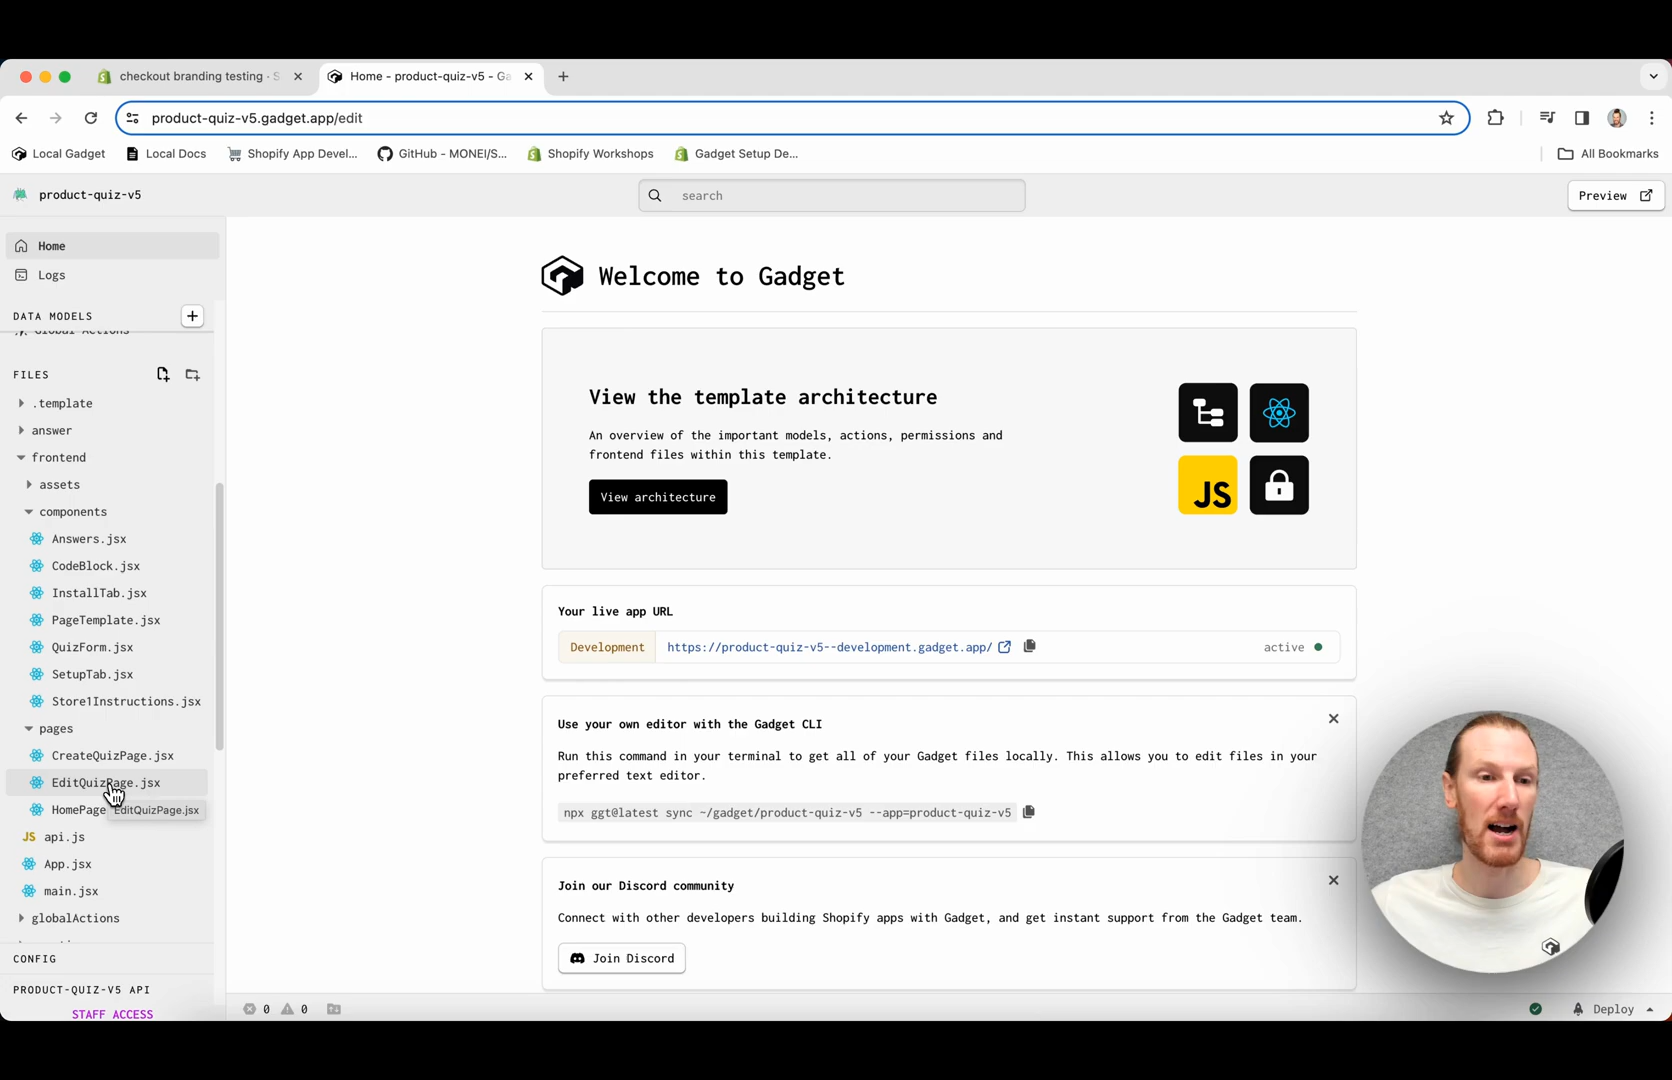 checkout branding testing · S
Home - product-quiz-v5 - Ga
product-quiz-v5.gadget.app/edit
Local Gadget
Local Docs
Shopify App Devel...
GitHub - MONEI/S...
Shopify Workshops
Gadget Setup De...
All Bookmarks
product-quiz-v5
search
Preview
Home
Logs
DATA MODELS
Global Actions
FILES
.template
answer
frontend
assets
components
Answers.jsx
CodeBlock.jsx
InstallTab.jsx
PageTemplate.jsx
QuizForm.jsx
SetupTab.jsx
Store1Instructions.jsx
pages
CreateQuizPage.jsx
EditQuizPage.jsx
HomePage
EditQuizPage.jsx
JS api.js
App.jsx
main.jsx
globalActions
CONFIG
PRODUCT-QUIZ-V5 API
STAFF ACCESS
Welcome to Gadget
View the template architecture
An overview of the important models, actions, permissions and
frontend files within this template.
View architecture
JS
Your live app URL
Development
https://product-quiz-v5--development.gadget.app/
active
Use your own editor with the Gadget CLI
Run this command in your terminal to get all of your Gadget files locally. This allows you to edit files in your
preferred text editor.
npx ggt@latest sync ~/gadget/product-quiz-v5 --app=product-quiz-v5
Join our Discord community
Connect with other developers building Shopify apps with Gadget, and get instant support from the Gadget team.
Join Discord
0
0
Deploy